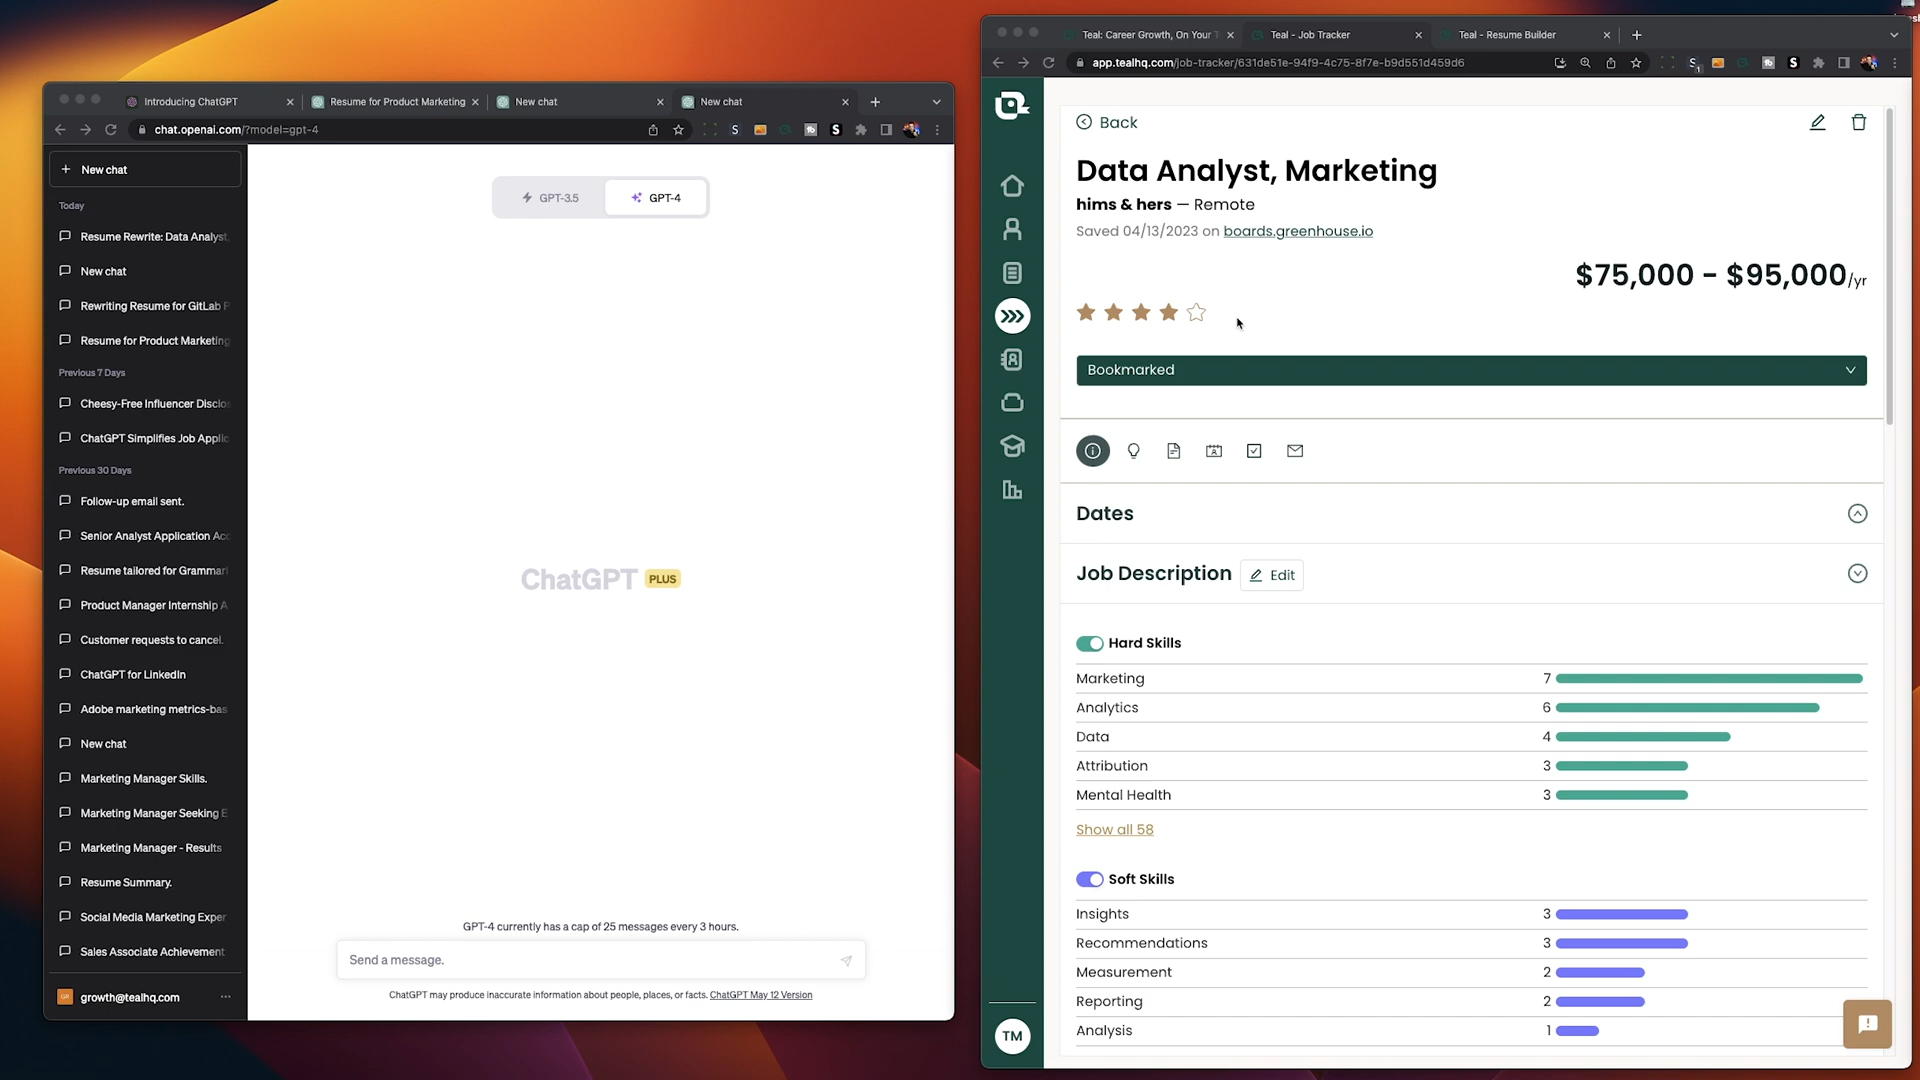 Introducing ChatGPT
Resume for Product Marketing
New chat
New chat
chat.openai.com/?model=gpt-4
New chat
Today
Resume Rewrite: Data Analyst,
New chat
Rewriting Resume for GitLab P
Resume for Product Marketing
Previous 7 Days
Cheesy-Free Influencer Disclos
ChatGPT Simplifies Job Applic
Previous 30 Days
Follow-up email sent.
Senior Analyst Application Acc
Resume tailored for Grammarl
Product Manager Internship A
Customer requests to cancel.
ChatGPT for LinkedIn
Adobe marketing metrics-bas
New chat
Marketing Manager Skills.
Marketing Manager Seeking E
Marketing Manager - Results
Resume Summary.
Social Media Marketing Exper
Sales Associate Achievement
growth@tealhq.com
GPT-3.5
GPT-4
ChatGPT PLUS
GPT-4 currently has a cap of 25 messages every 3 hours.
Send a message.
ChatGPT may produce inaccurate information about people, places, or facts. ChatGPT May 12 Version
Teal: Career Growth, On Your T
Teal - Job Tracker
Teal - Resume Builder
app.tealhq.com/job-tracker/631de51e-94f9-4c75-8f7e-b9d551d459d6
Back
Data Analyst, Marketing
hims & hers — Remote
Saved 04/13/2023 on boards.greenhouse.io
$75,000 - $95,000/yr
Bookmarked
Dates
Job Description
Edit
Hard Skills
Marketing 7
Analytics 6
Data 4
Attribution 3
Mental Health 3
Show all 58
Soft Skills
Insights 3
Recommendations 3
Measurement 2
Reporting 2
Analysis 1
TM